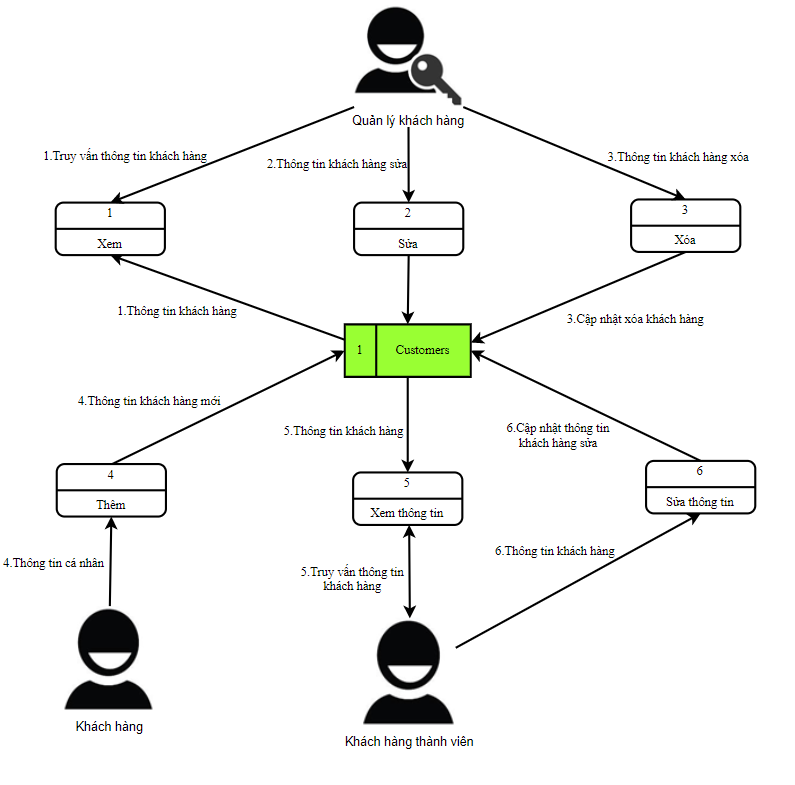 Quản lý khách hàng
1.Truy vấn thông tin khách hàng
2.Thông tin khách hàng sửa
3.Thông tin khách hàng xóa
1
Xem
2
Sửa
3
Xóa
1.Thông tin khách hàng
3.Cập nhật xóa khách hàng
1
Customers
4.Thông tin khách hàng mới
5.Thông tin khách hàng
6.Cập nhật thông tin
khách hàng sửa
4
Thêm
5
Xem thông tin
6
Sửa thông tin
4.Thông tin cá nhân
5.Truy vấn thông tin
khách hàng
6.Thông tin khách hàng
Khách hàng
Khách hàng thành viên